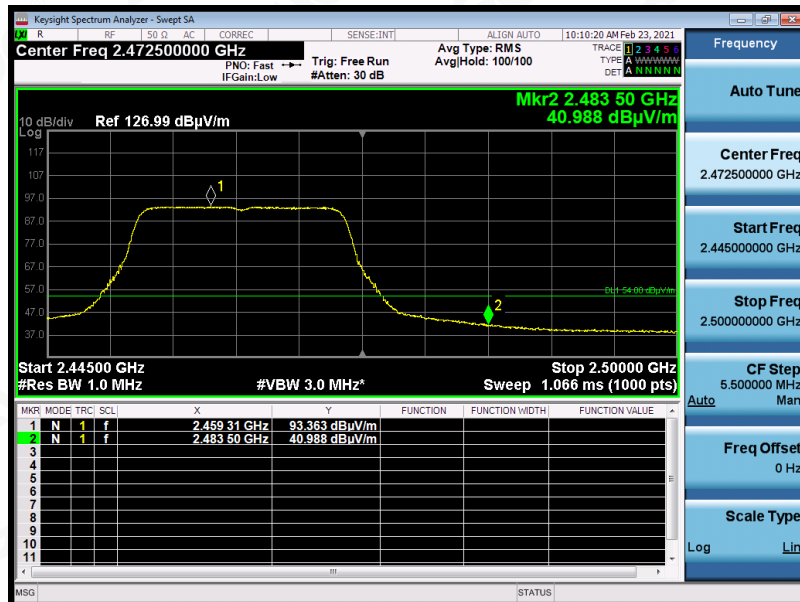 Keysight Spectrum Analyzer - Swept SA
LXI R RF 50 Ω AC CORREC SENSE:INT ALIGN AUTO 10:10:20 AM Feb 23, 2021
Center Freq 2.472500000 GHz
PNO: Fast
IFGain:Low
Trig: Free Run
#Atten: 30 dB
Avg Type: RMS
Avg|Hold: 100/100
TRACE 1 2 3 4 5 6
TYPE A WWWWW
DET A N N N N N
Mkr2 2.483 50 GHz
40.988 dBµV/m
10 dB/div Ref 126.99 dBµV/m
Log
117
107
97.0
87.0
77.0
67.0
57.0
47.0
37.0
1
DL1 54.00 dBµV/m
2
Start 2.44500 GHz Stop 2.50000 GHz
#Res BW 1.0 MHz #VBW 3.0 MHz* Sweep 1.066 ms (1000 pts)
MKR MODE TRC SCL X Y FUNCTION FUNCTION WIDTH FUNCTION VALUE
1 N 1 f 2.459 31 GHz 93.363 dBµV/m
2 N 1 f 2.483 50 GHz 40.988 dBµV/m
3
4
5
6
7
8
9
10
11
MSG STATUS
Frequency
Auto Tune
Center Freq
2.472500000 GHz
Start Freq
2.445000000 GHz
Stop Freq
2.500000000 GHz
CF Step
5.500000 MHz
Auto Man
Freq Offset
0 Hz
Scale Type
Log Lin